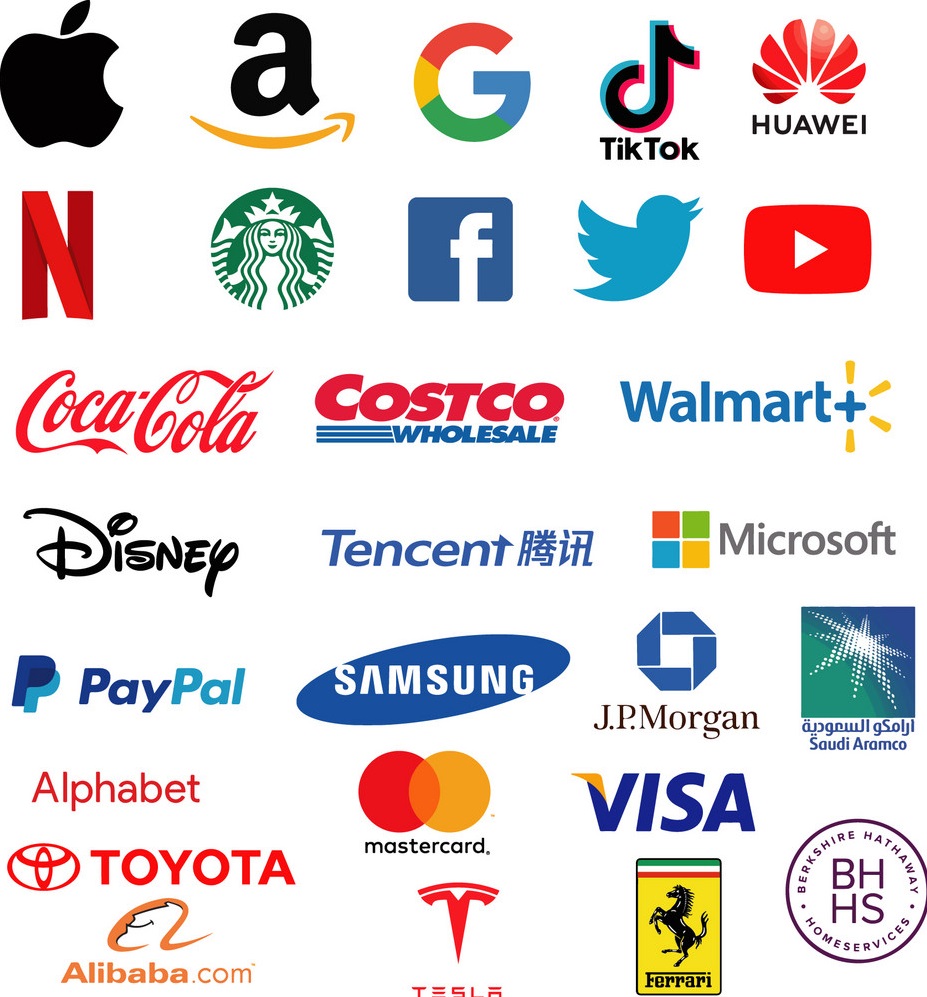 a
G
TikTok
HUAWEI
N
f
Coca-Cola
COSTCO
WHOLESALE
Walmart+
Disney
Tencent 腾讯
Microsoft
P PayPal
SAMSUNG
J.P.Morgan
ارامكو السعودية
Saudi Aramco
Alphabet
mastercard.
VISA
TOYOTA
Alibaba.com
TESLA
Ferrari
BERKSHIRE HATHAWAY
BH
HS
HOMESERVICES